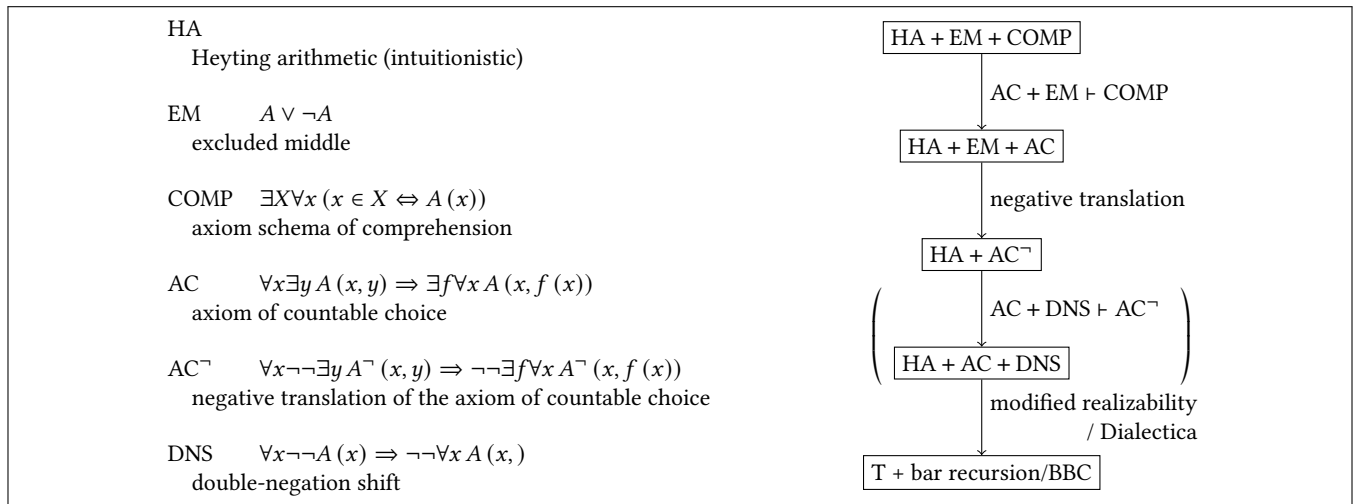 HA
Heyting arithmetic (intuitionistic)
EM A ∨ ¬A
excluded middle
COMP ∃X∀x (x ∈ X ⇔ A (x))
axiom schema of comprehension
AC ∀x∃y A (x, y) ⇒ ∃f∀x A (x, f (x))
axiom of countable choice
AC¬ ∀x¬¬∃y A¬ (x, y) ⇒ ¬¬∃f∀x A¬ (x, f (x))
negative translation of the axiom of countable choice
DNS ∀x¬¬A (x) ⇒ ¬¬∀x A (x,)
double-negation shift
HA + EM + COMP
AC + EM ⊢ COMP
HA + EM + AC
negative translation
HA + AC¬
AC + DNS ⊢ AC¬
HA + AC + DNS
modified realizability
/ Dialectica
T + bar recursion/BBC